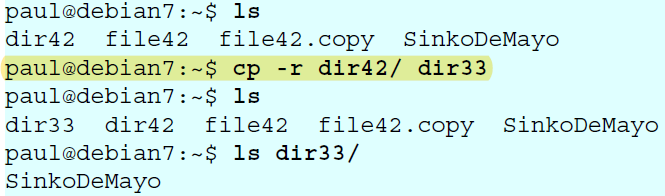 paul@debian7:~$ ls
dir42  file42  file42.copy  SinkoDeMayo
paul@debian7:~$ cp -r dir42/ dir33
paul@debian7:~$ ls
dir33  dir42  file42  file42.copy  SinkoDeMayo
paul@debian7:~$ ls dir33/
SinkoDeMayo